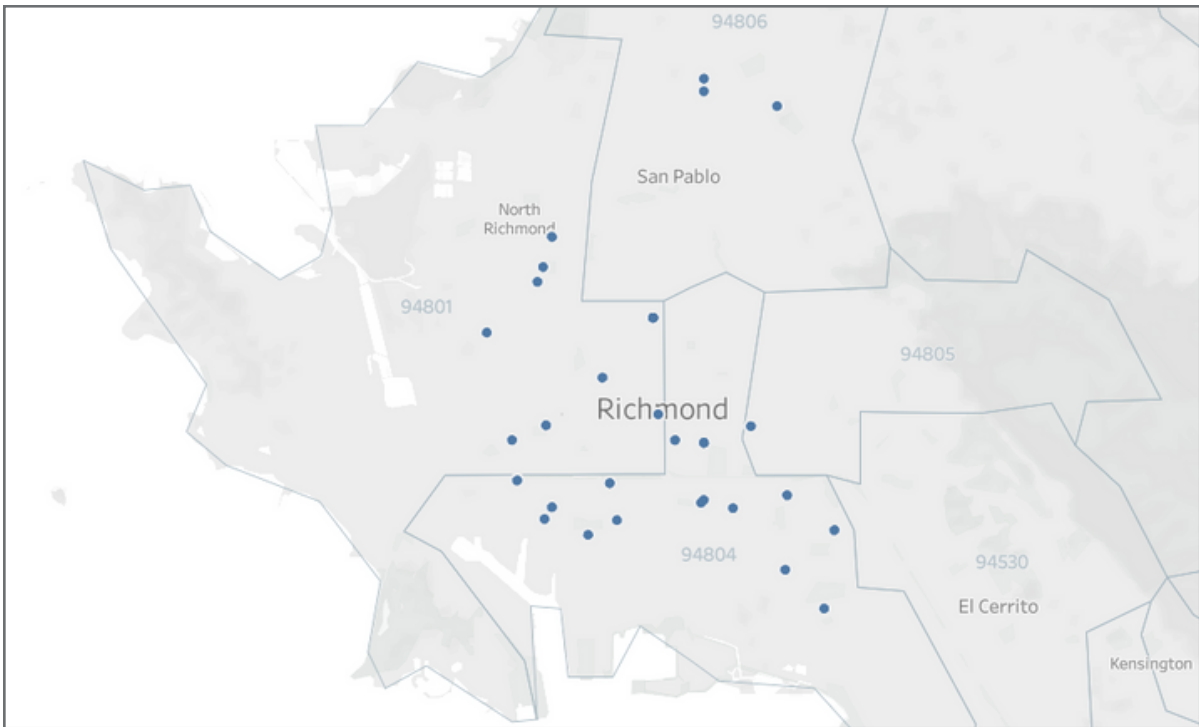 94806
San Pablo
North
Richmond
94801
94805
Richmond
94804
94530
El Cerrito
Kensington